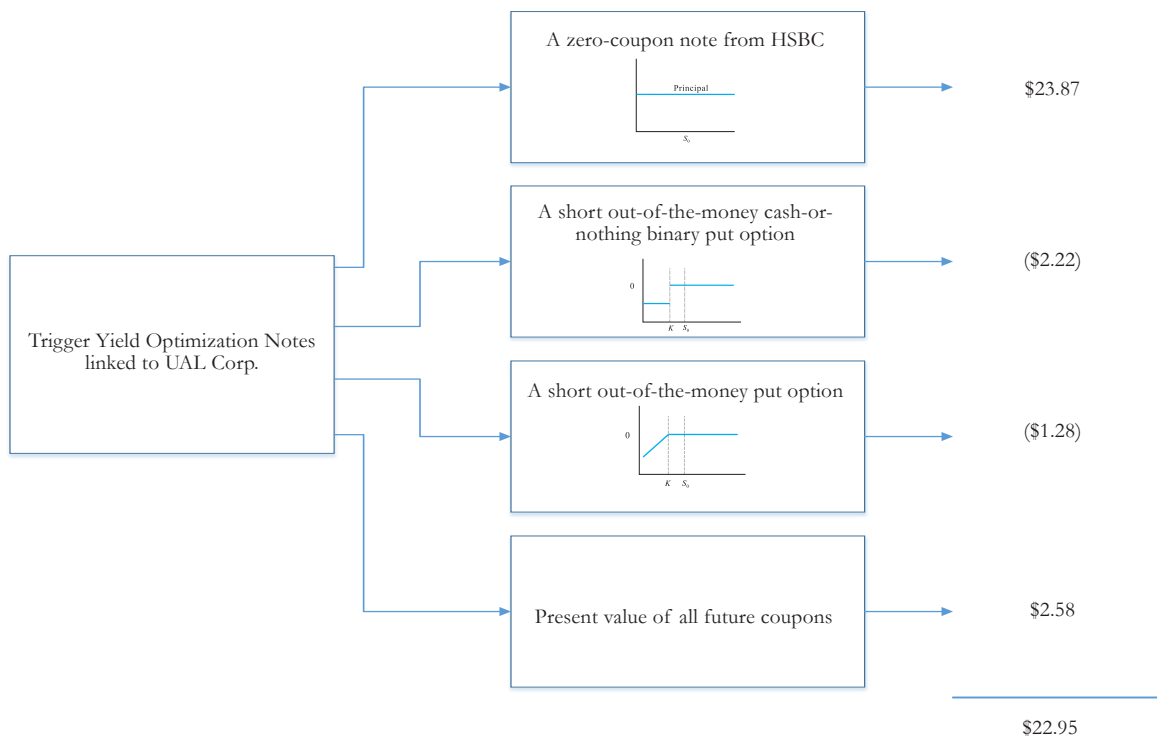 A zero-coupon note from HSBC
Principal
S₀
$23.87
A short out-of-the-money cash-or-
nothing binary put option
0
K S₀
($2.22)
Trigger Yield Optimization Notes
linked to UAL Corp.
A short out-of-the-money put option
0
K S₀
($1.28)
Present value of all future coupons
$2.58
$22.95